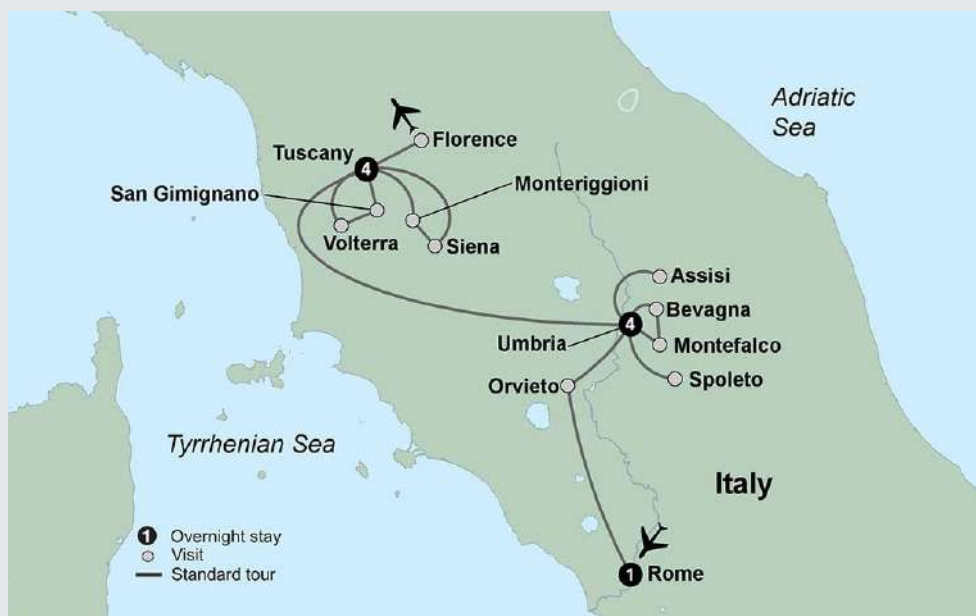 Adriatic
Sea
Florence
Tuscany
4
Monteriggioni
San Gimignano
Volterra
Siena
Assisi
Bevagna
4
Umbria
Montefalco
Spoleto
Orvieto
Tyrrhenian Sea
Italy
1 Overnight stay
Visit
Standard tour
1 Rome